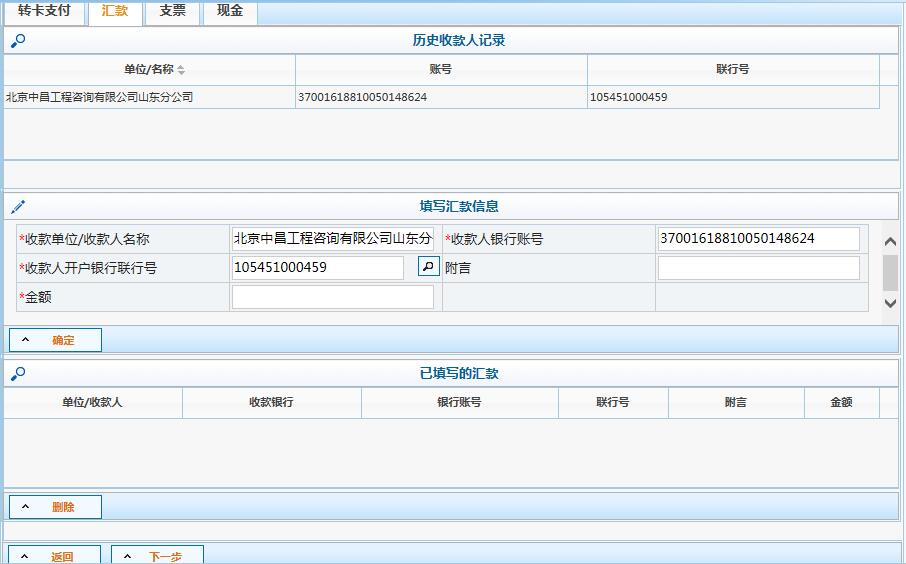 转卡支付 汇款 支票 现金
历史收款人记录
单位/名称 账号 联行号
北京中昌工程咨询有限公司山东分公司 37001618810050148624 105451000459
填写汇款信息
*收款单位/收款人名称 北京中昌工程咨询有限公司山东分 *收款人银行账号 37001618810050148624
*收款人开户银行联行号 105451000459 附言
*金额
确定
已填写的汇款
单位/收款人 收款银行 银行账号 联行号 附言 金额
删除
返回 下一步